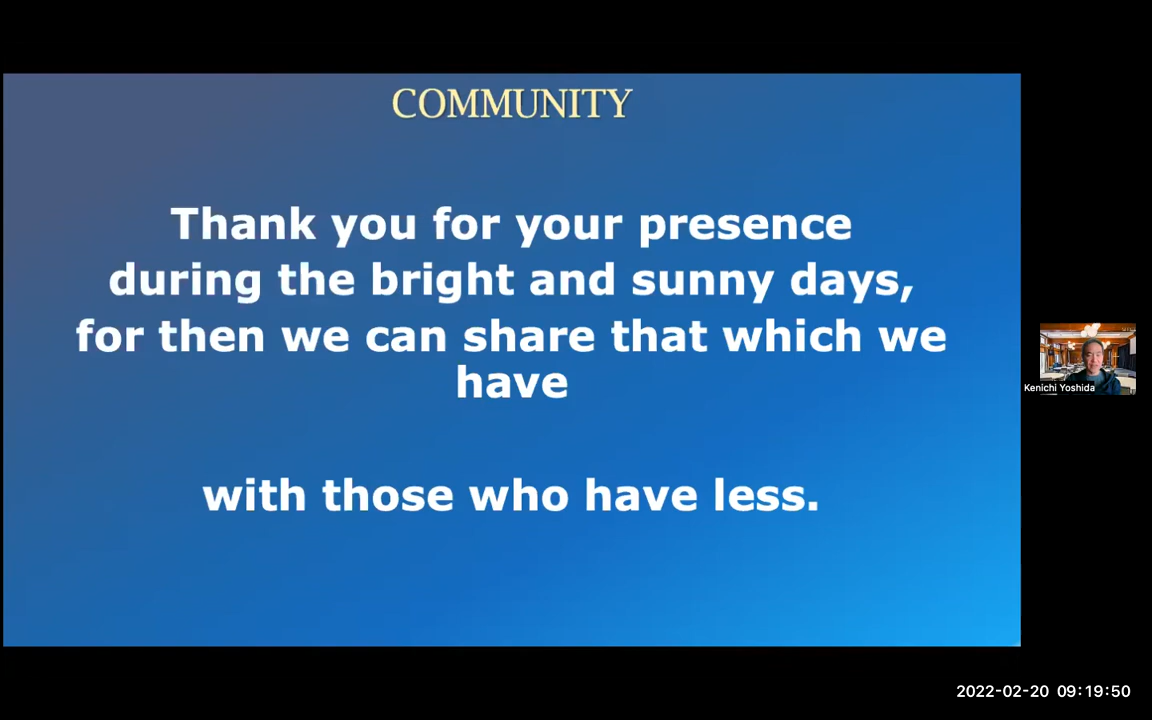 COMMUNITY
Thank you for your presence
during the bright and sunny days,
for then we can share that which we
have
with those who have less.
Kenichi Yoshida
2022-02-20 09:19:50